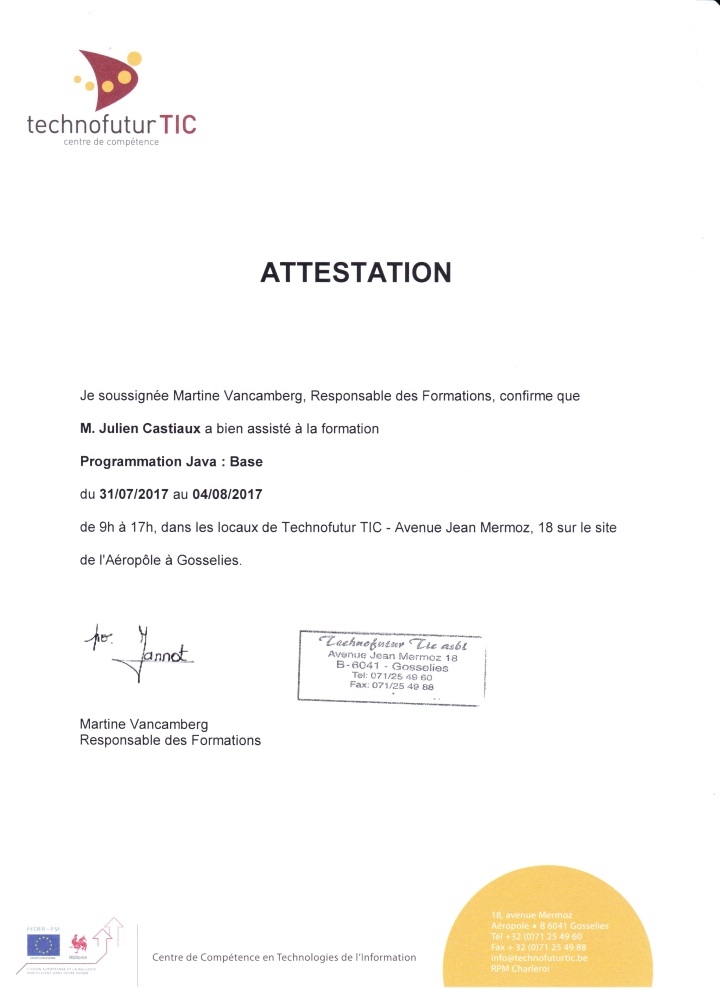 technofuturTIC
centre de compétence
ATTESTATION
Je soussignée Martine Vancamberg, Responsable des Formations, confirme que
M. Julien Castiaux a bien assisté à la formation
Programmation Java : Base
du 31/07/2017 au 04/08/2017
de 9h à 17h, dans les locaux de Technofutur TIC - Avenue Jean Mermoz, 18 sur le site
de l'Aéropôle à Gosselies.
po. Jannot
Technofutur Tic asbl
Avenue Jean Mermoz 18
B-6041 - Gosselies
Tel: 071/25 49 60
Fax: 071/25 49 88
Martine Vancamberg
Responsable des Formations
FEDER - FSE
Wallonie
Centre de Compétence en Technologies de l'Information
18, avenue Mermoz
Aéropole • B 6041 Gosselies
Tél +32 (0)71 25 49 60
Fax + 32 (0)71 25 49 88
info@technofuturtic.be
RPM Charleroi